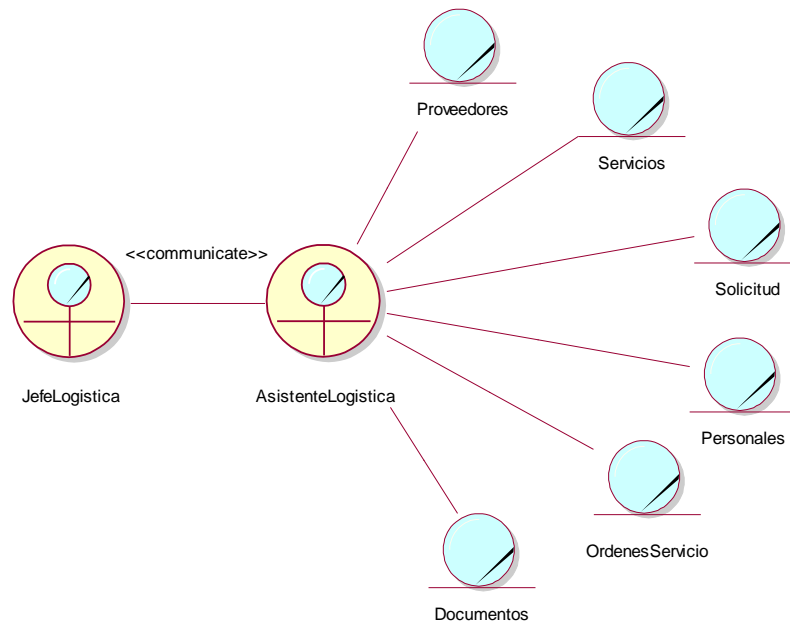 Proveedores
Servicios
<<communicate>>
Solicitud
JefeLogistica
AsistenteLogistica
Personales
OrdenesServicio
Documentos